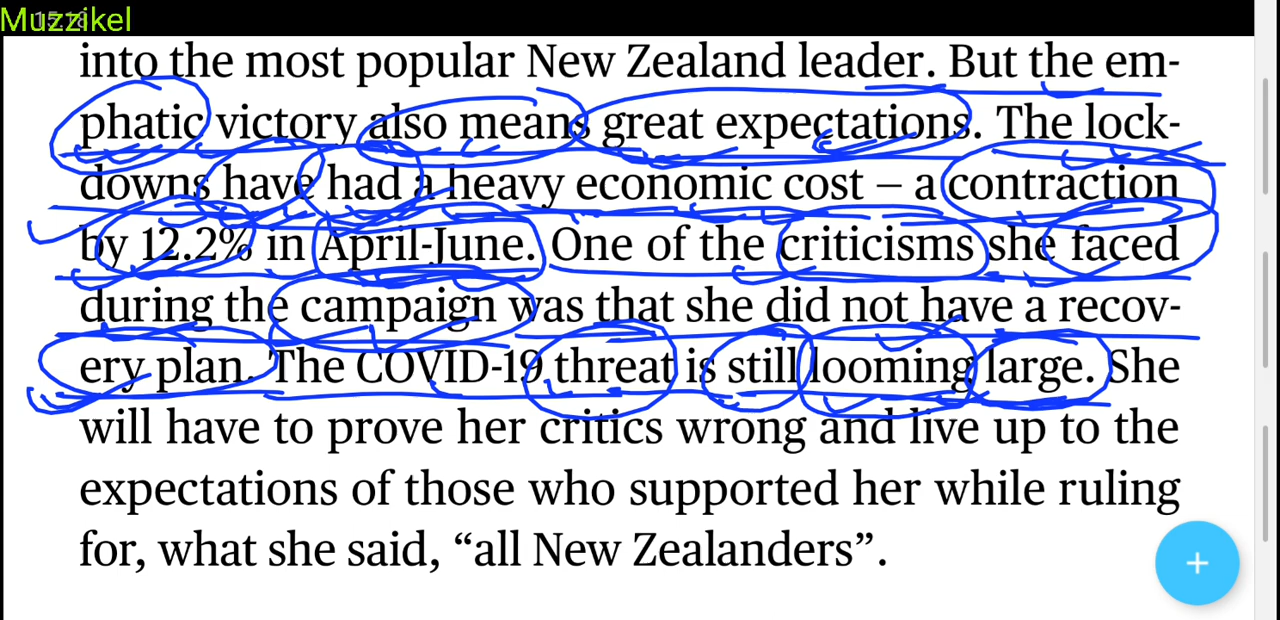 Muzzikel
into the most popular New Zealand leader. But the em-
phatic victory also means great expectations. The lock-
downs have had a heavy economic cost – a contraction
by 12.2% in April-June. One of the criticisms she faced
during the campaign was that she did not have a recov-
ery plan. The COVID-19 threat is still looming large. She
will have to prove her critics wrong and live up to the
expectations of those who supported her while ruling
for, what she said, “all New Zealanders”.
+